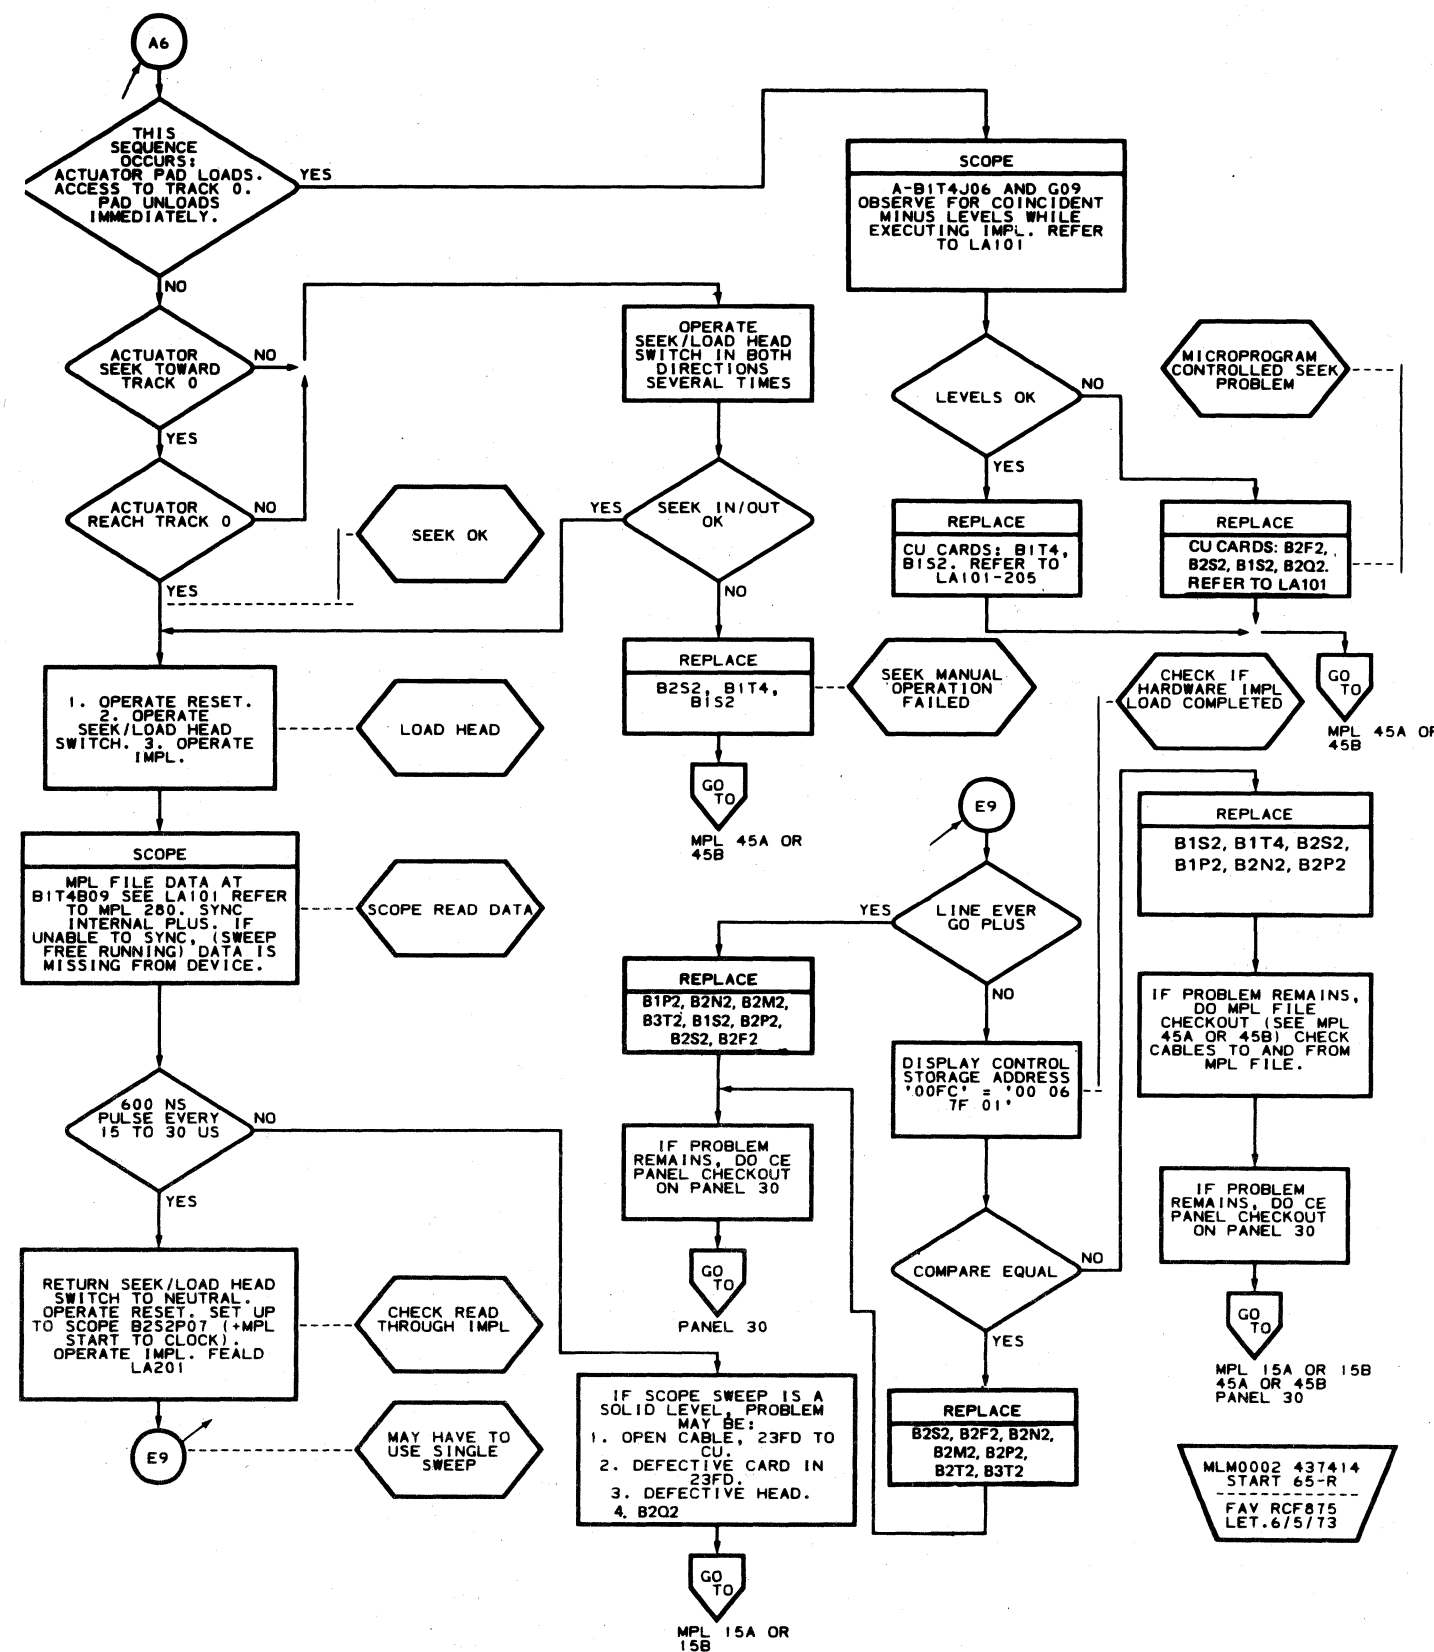 A6
THIS
SEQUENCE
OCCURS:
ACTUATOR PAD LOADS.
ACCESS TO TRACK 0.
PAD UNLOADS
IMMEDIATELY.
YES
NO
ACTUATOR
SEEK TOWARD
TRACK 0
NO
YES
ACTUATOR
REACH TRACK 0
NO
YES
SEEK OK
1. OPERATE RESET.
2. OPERATE
SEEK/LOAD HEAD
SWITCH. 3. OPERATE
IMPL.
LOAD HEAD
SCOPE
MPL FILE DATA AT
B1T4B09 SEE LA101 REFER
TO MPL 280. SYNC
INTERNAL PLUS. IF
UNABLE TO SYNC, (SWEEP
FREE RUNNING) DATA IS
MISSING FROM DEVICE.
SCOPE READ DATA
600 NS
PULSE EVERY
15 TO 30 US
NO
YES
RETURN SEEK/LOAD HEAD
SWITCH TO NEUTRAL.
OPERATE RESET. SET UP
TO SCOPE B2S2P07 (+MPL
START TO CLOCK).
OPERATE IMPL. FEALD
LA201
CHECK READ
THROUGH IMPL
E9
MAY HAVE TO
USE SINGLE
SWEEP
OPERATE
SEEK/LOAD HEAD
SWITCH IN BOTH
DIRECTIONS
SEVERAL TIMES
YES
SEEK IN/OUT
OK
NO
REPLACE
B2S2, B1T4,
B1S2
SEEK MANUAL
OPERATION
FAILED
GO
TO
MPL 45A OR
45B
SCOPE
A-B1T4J06 AND G09
OBSERVE FOR COINCIDENT
MINUS LEVELS WHILE
EXECUTING IMPL. REFER
TO LA101
LEVELS OK
NO
YES
MICROPROGRAM
CONTROLLED SEEK
PROBLEM
REPLACE
CU CARDS: B1T4,
B1S2. REFER TO
LA101-205
REPLACE
CU CARDS: B2F2,
B2S2, B1S2, B2Q2.
REFER TO LA101
GO
TO
MPL 45A OR
45B
CHECK IF
HARDWARE IMPL
LOAD COMPLETED
E9
LINE EVER
GO PLUS
YES
NO
REPLACE
B1P2, B2N2, B2M2,
B3T2, B1S2, B2P2,
B2S2, B2F2
IF PROBLEM
REMAINS, DO CE
PANEL CHECKOUT
ON PANEL 30
GO
TO
PANEL 30
DISPLAY CONTROL
STORAGE ADDRESS
'00FC' = '00 06
7F 01'
COMPARE EQUAL
NO
YES
REPLACE
B2S2, B2F2, B2N2,
B2M2, B2P2,
B2T2, B3T2
REPLACE
B1S2, B1T4, B2S2,
B1P2, B2N2, B2P2
IF PROBLEM REMAINS,
DO MPL FILE
CHECKOUT (SEE MPL
45A OR 45B) CHECK
CABLES TO AND FROM
MPL FILE.
IF PROBLEM
REMAINS, DO CE
PANEL CHECKOUT
ON PANEL 30
GO
TO
MPL 15A OR 15B
45A OR 45B
PANEL 30
IF SCOPE SWEEP IS A
SOLID LEVEL, PROBLEM
MAY BE:
1. OPEN CABLE, 23FD TO
CU.
2. DEFECTIVE CARD IN
23FD.
3. DEFECTIVE HEAD.
4. B2Q2
GO
TO
MPL 15A OR
15B
MLM0002 437414
START 65-R
FAV RCF875
LET.6/5/73